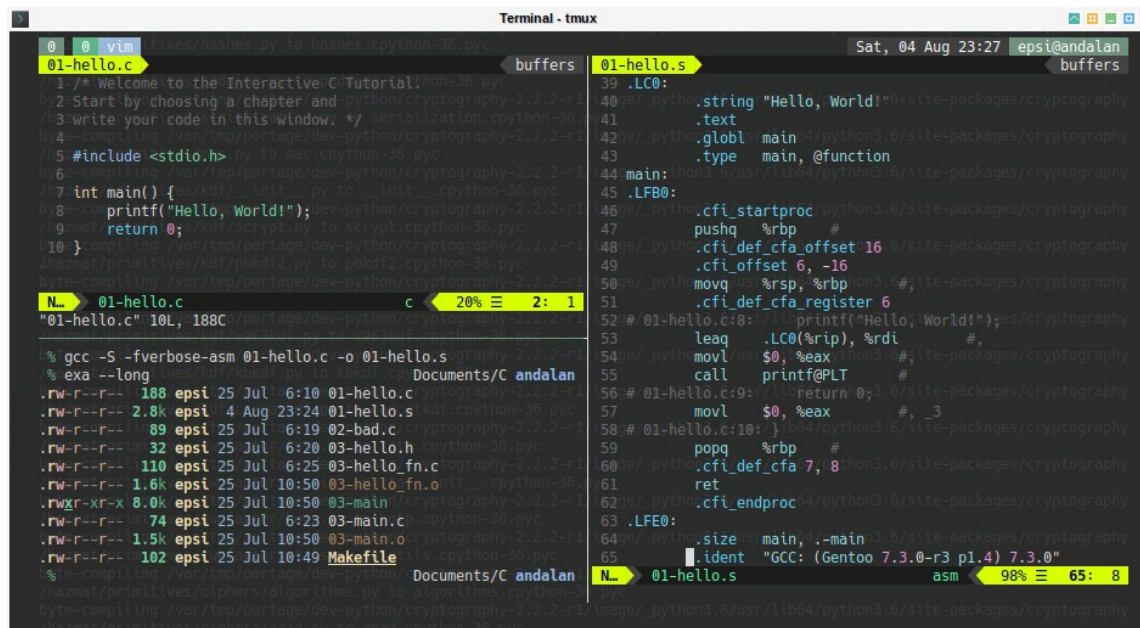 Terminal - tmux
0 0 vim
Sat, 04 Aug 23:27 epsi@andalan
01-hello.c buffers
1 /* Welcome to the Interactive C Tutorial.
2 Start by choosing a chapter and
3 write your code in this window. */
4
5 #include <stdio.h>
6
7 int main() {
8 printf("Hello, World!");
9 return 0;
10 }
N… 01-hello.c c 20% ☰ 2: 1
"01-hello.c" 10L, 188C
% gcc -S -fverbose-asm 01-hello.c -o 01-hello.s
% exa --long Documents/C andalan
.rw-r--r-- 188 epsi 25 Jul 6:10 01-hello.c
.rw-r--r-- 2.8k epsi 4 Aug 23:24 01-hello.s
.rw-r--r-- 89 epsi 25 Jul 6:19 02-bad.c
.rw-r--r-- 32 epsi 25 Jul 6:20 03-hello.h
.rw-r--r-- 110 epsi 25 Jul 6:25 03-hello_fn.c
.rw-r--r-- 1.6k epsi 25 Jul 10:50 03-hello_fn.o
.rwxr-xr-x 8.0k epsi 25 Jul 10:50 03-main
.rw-r--r-- 74 epsi 25 Jul 6:23 03-main.c
.rw-r--r-- 1.5k epsi 25 Jul 10:50 03-main.o
.rw-r--r-- 102 epsi 25 Jul 10:49 Makefile
% Documents/C andalan
01-hello.s buffers
39 .LC0:
40 .string "Hello, World!"
41 .text
42 .globl main
43 .type main, @function
44 main:
45 .LFB0:
46 .cfi_startproc
47 pushq %rbp #
48 .cfi_def_cfa_offset 16
49 .cfi_offset 6, -16
50 movq %rsp, %rbp #,
51 .cfi_def_cfa_register 6
52 # 01-hello.c:8: printf("Hello, World!");
53 leaq .LC0(%rip), %rdi #,
54 movl $0, %eax #,
55 call printf@PLT #
56 # 01-hello.c:9: return 0;
57 movl $0, %eax #, _3
58 # 01-hello.c:10: }
59 popq %rbp #
60 .cfi_def_cfa 7, 8
61 ret
62 .cfi_endproc
63 .LFE0:
64 .size main, .-main
65 .ident "GCC: (Gentoo 7.3.0-r3 p1.4) 7.3.0"
N… 01-hello.s asm 98% ☰ 65: 8